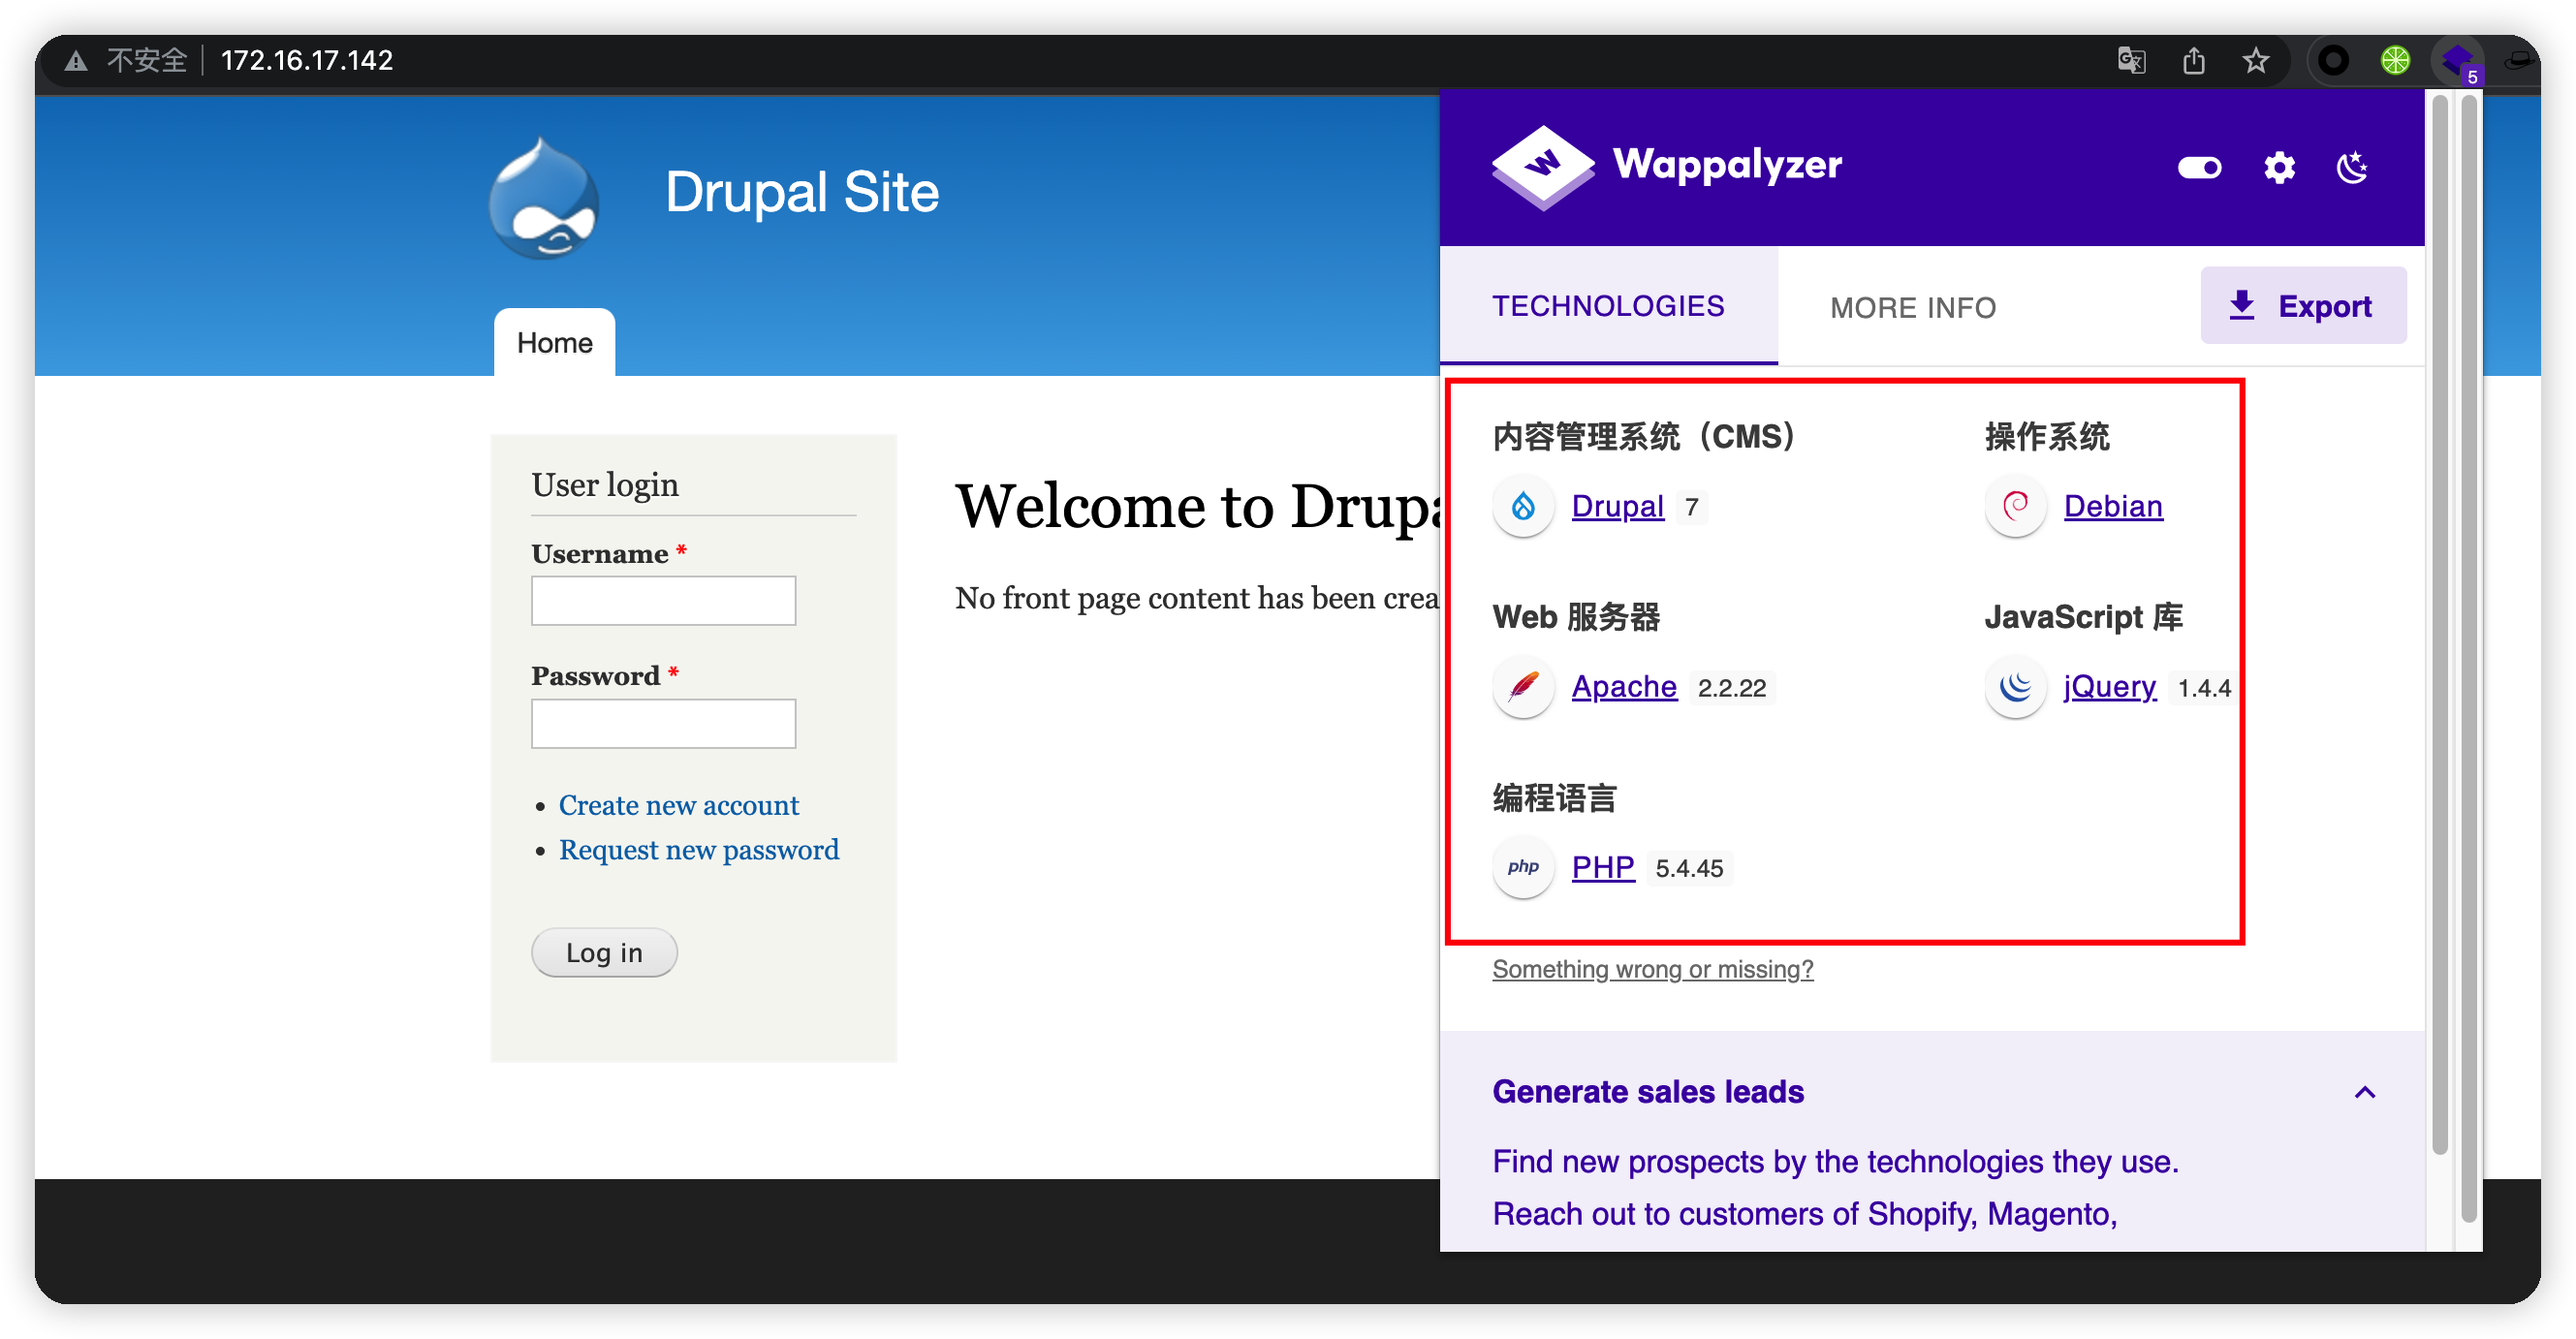 不安全 172.16.17.142
5
Drupal Site
Home
User login
Username *
Password *
Create new account
Request new password
Log in
Welcome to Drupa
No front page content has been crea
Wappalyzer
TECHNOLOGIES
MORE INFO
Export
内容管理系统（CMS）
Drupal 7
操作系统
Debian
Web 服务器
Apache 2.2.22
JavaScript 库
jQuery 1.4.4
编程语言
php PHP 5.4.45
Something wrong or missing?
Generate sales leads
Find new prospects by the technologies they use.
Reach out to customers of Shopify, Magento,